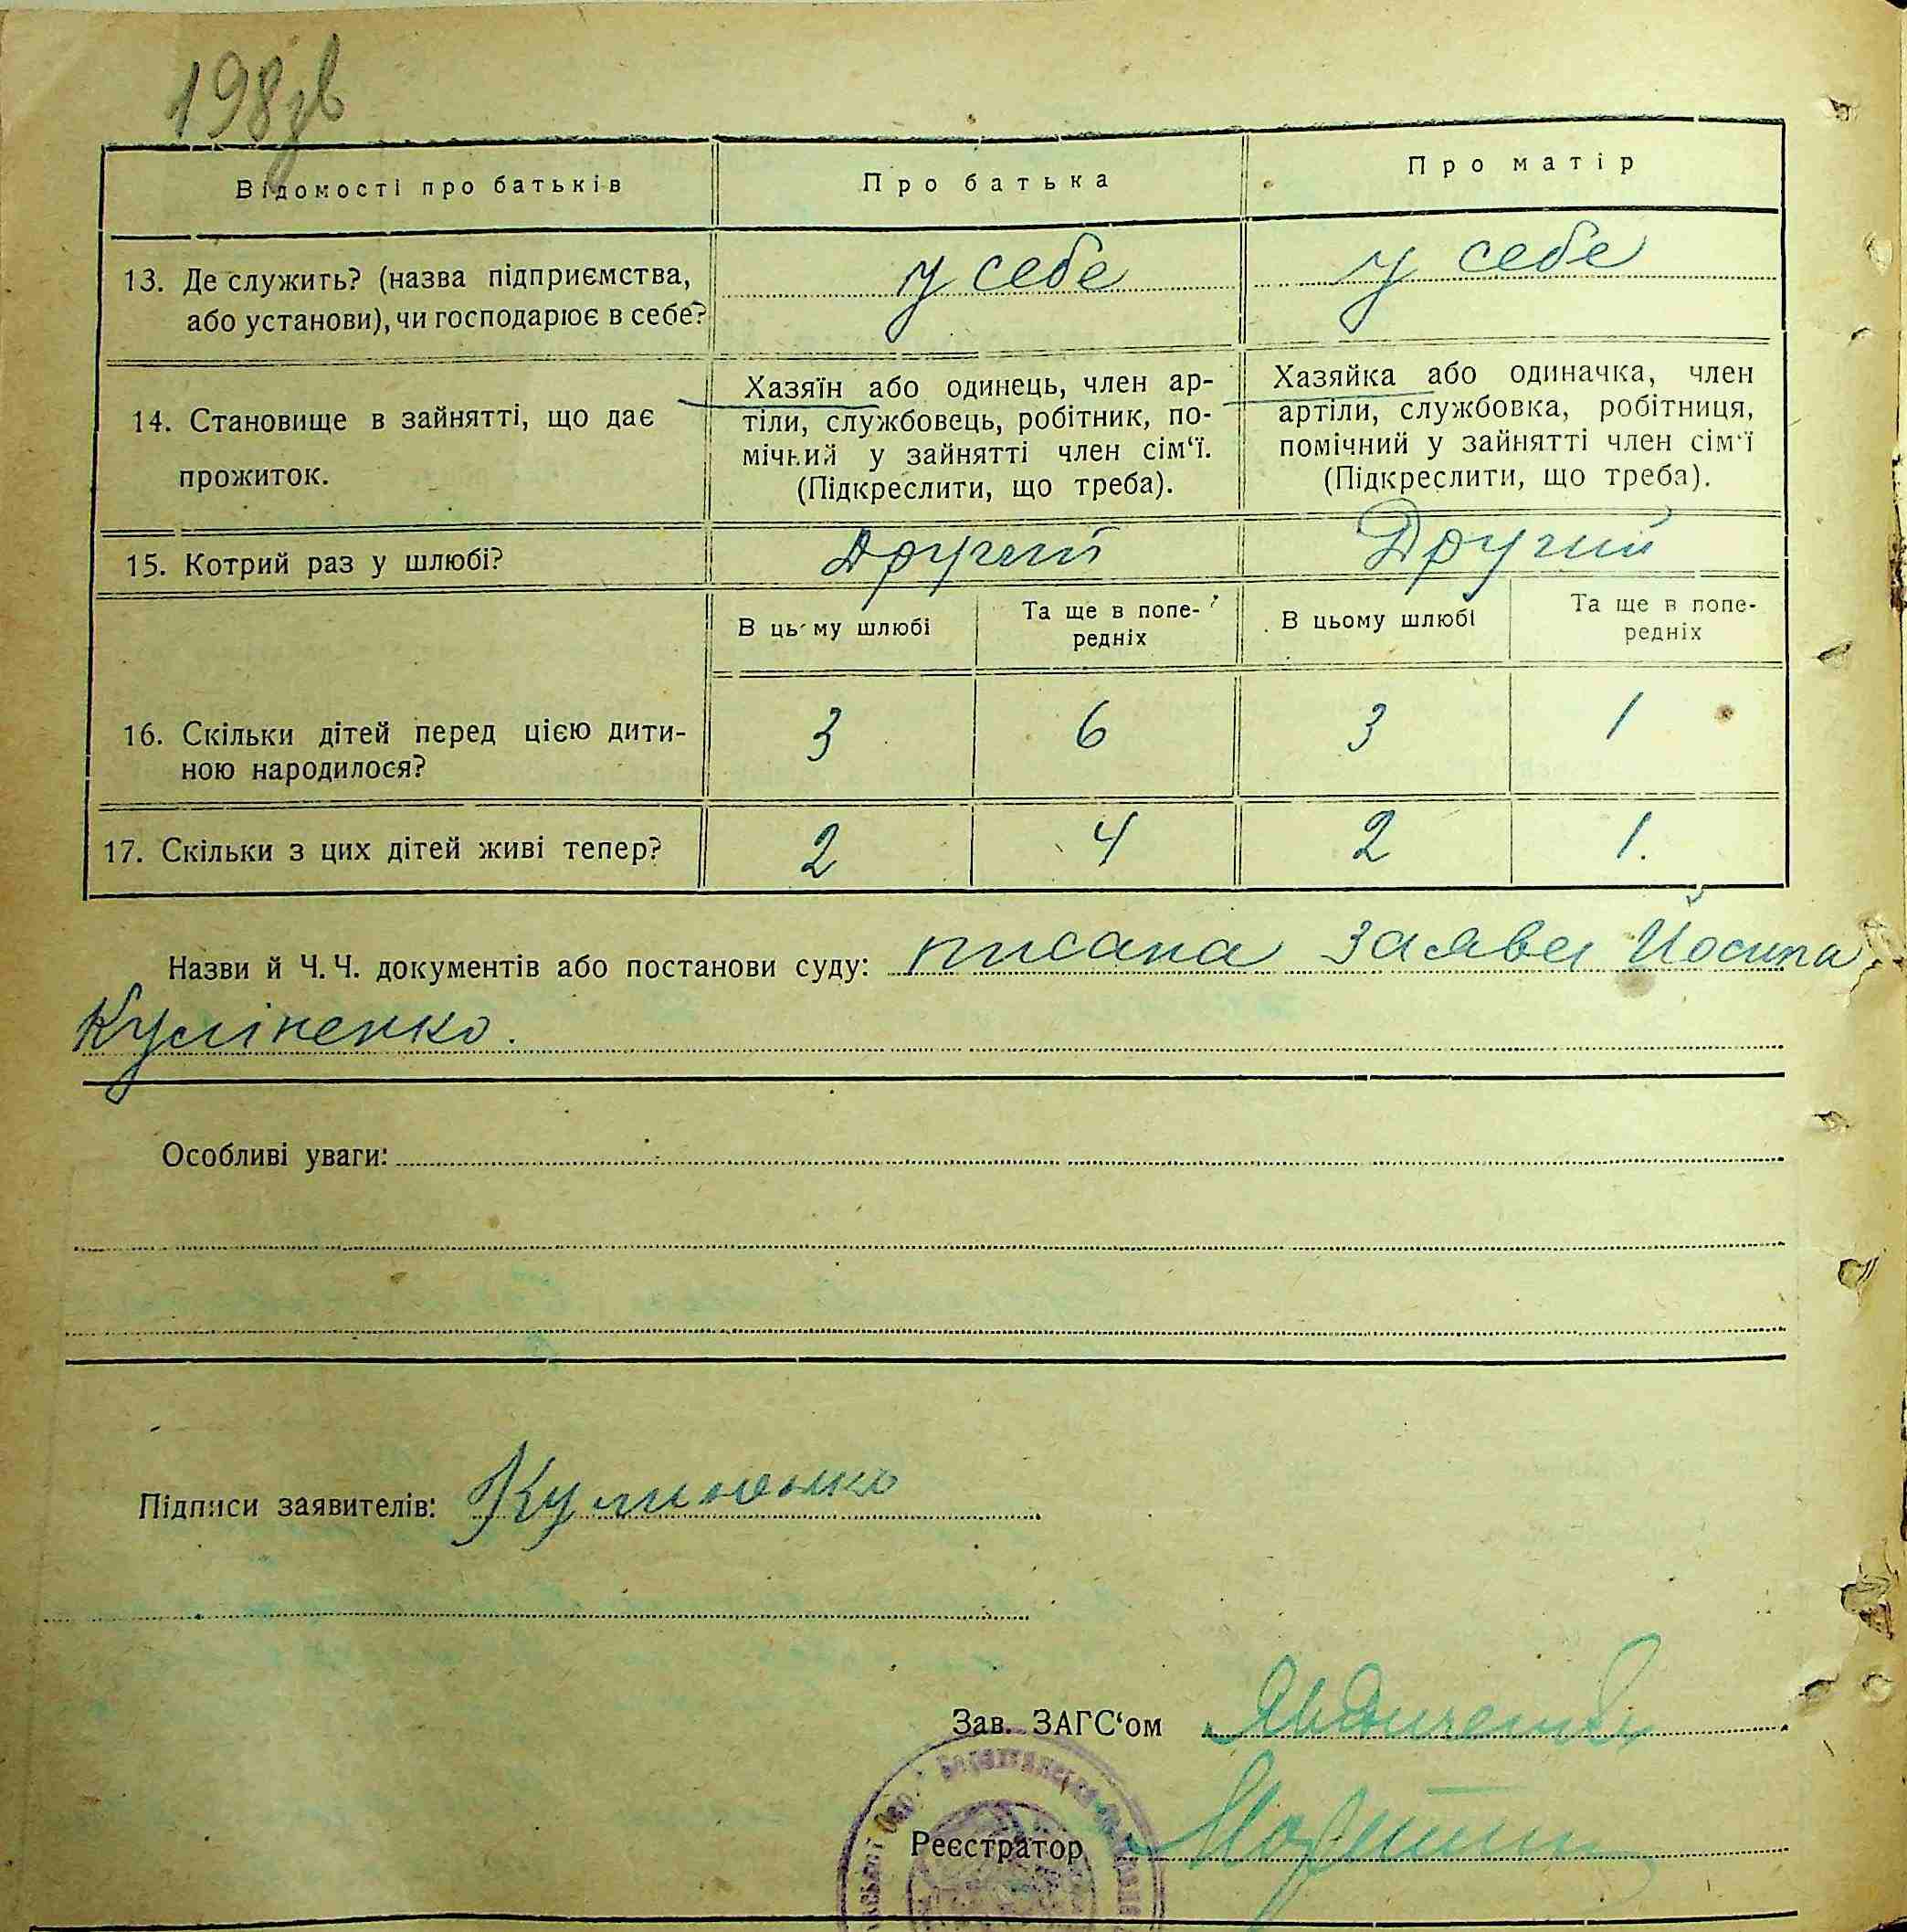 198зв
Відомості про батьків
Про батька
Про матір
13. Де служить? (назва підприємства,
або установи), чи господарює в себе?
у себе
у себе
14. Становище в зайнятті, що дає
прожиток.
Хазяїн або одинець, член ар-
тіли, службовець, робітник, по-
мічний у зайнятті член сім‘ї.
(Підкреслити, що треба).
Хазяйка або одиначка, член
артіли, службовка, робітниця,
помічний у зайнятті член сім‘ї
(Підкреслити, що треба).
15. Котрий раз у шлюбі?
Другий
Другий
В цьму шлюбі
Та ще в попе-
редніх
В цьому шлюбі
Та ще в попе-
редніх
16. Скільки дітей перед цією дити-
ною народилося?
3
6
3
1
17. Скільки з цих дітей живі тепер?
2
4
2
1.
Назви й Ч. Ч. документів або постанови суду: писана заява Йосипа
Куліненко.
Особливі уваги:
Підписи заявителів: Кулиненко
Зав. ЗАГС‘ом
Реєстратор